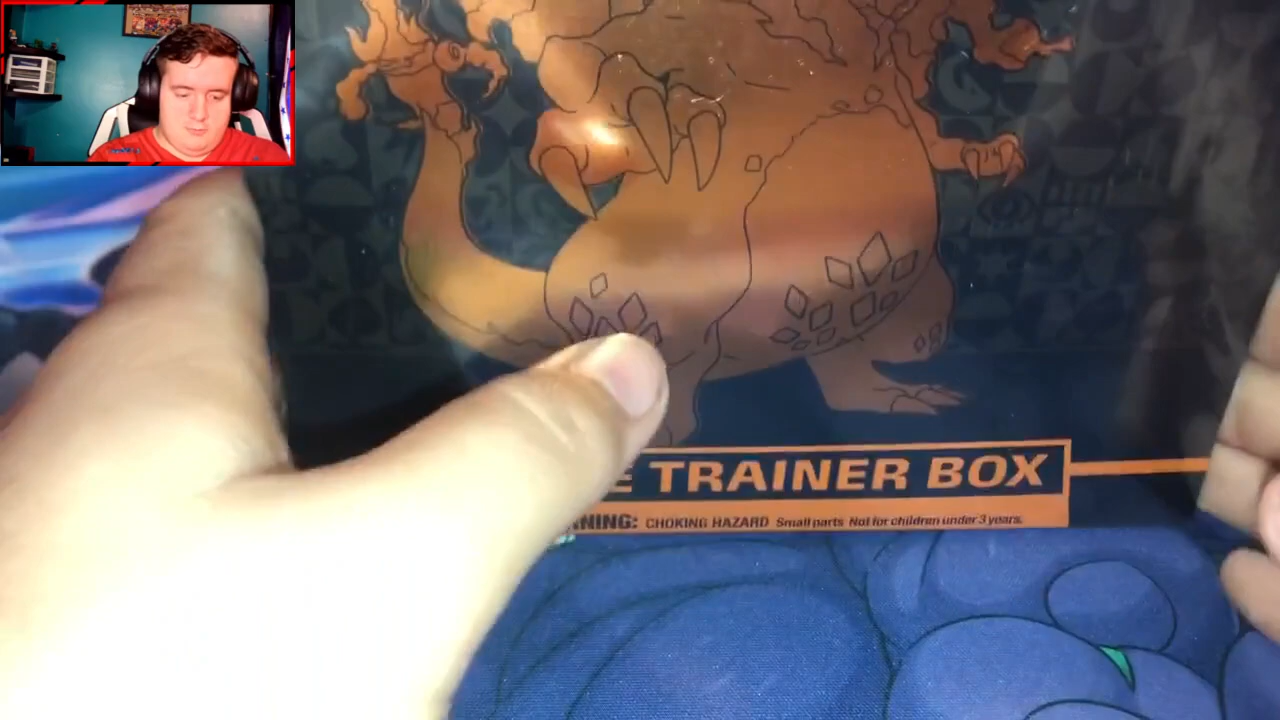 E TRAINER BOX
NING: CHOKING HAZARD Small parts Not for children under 3 years.